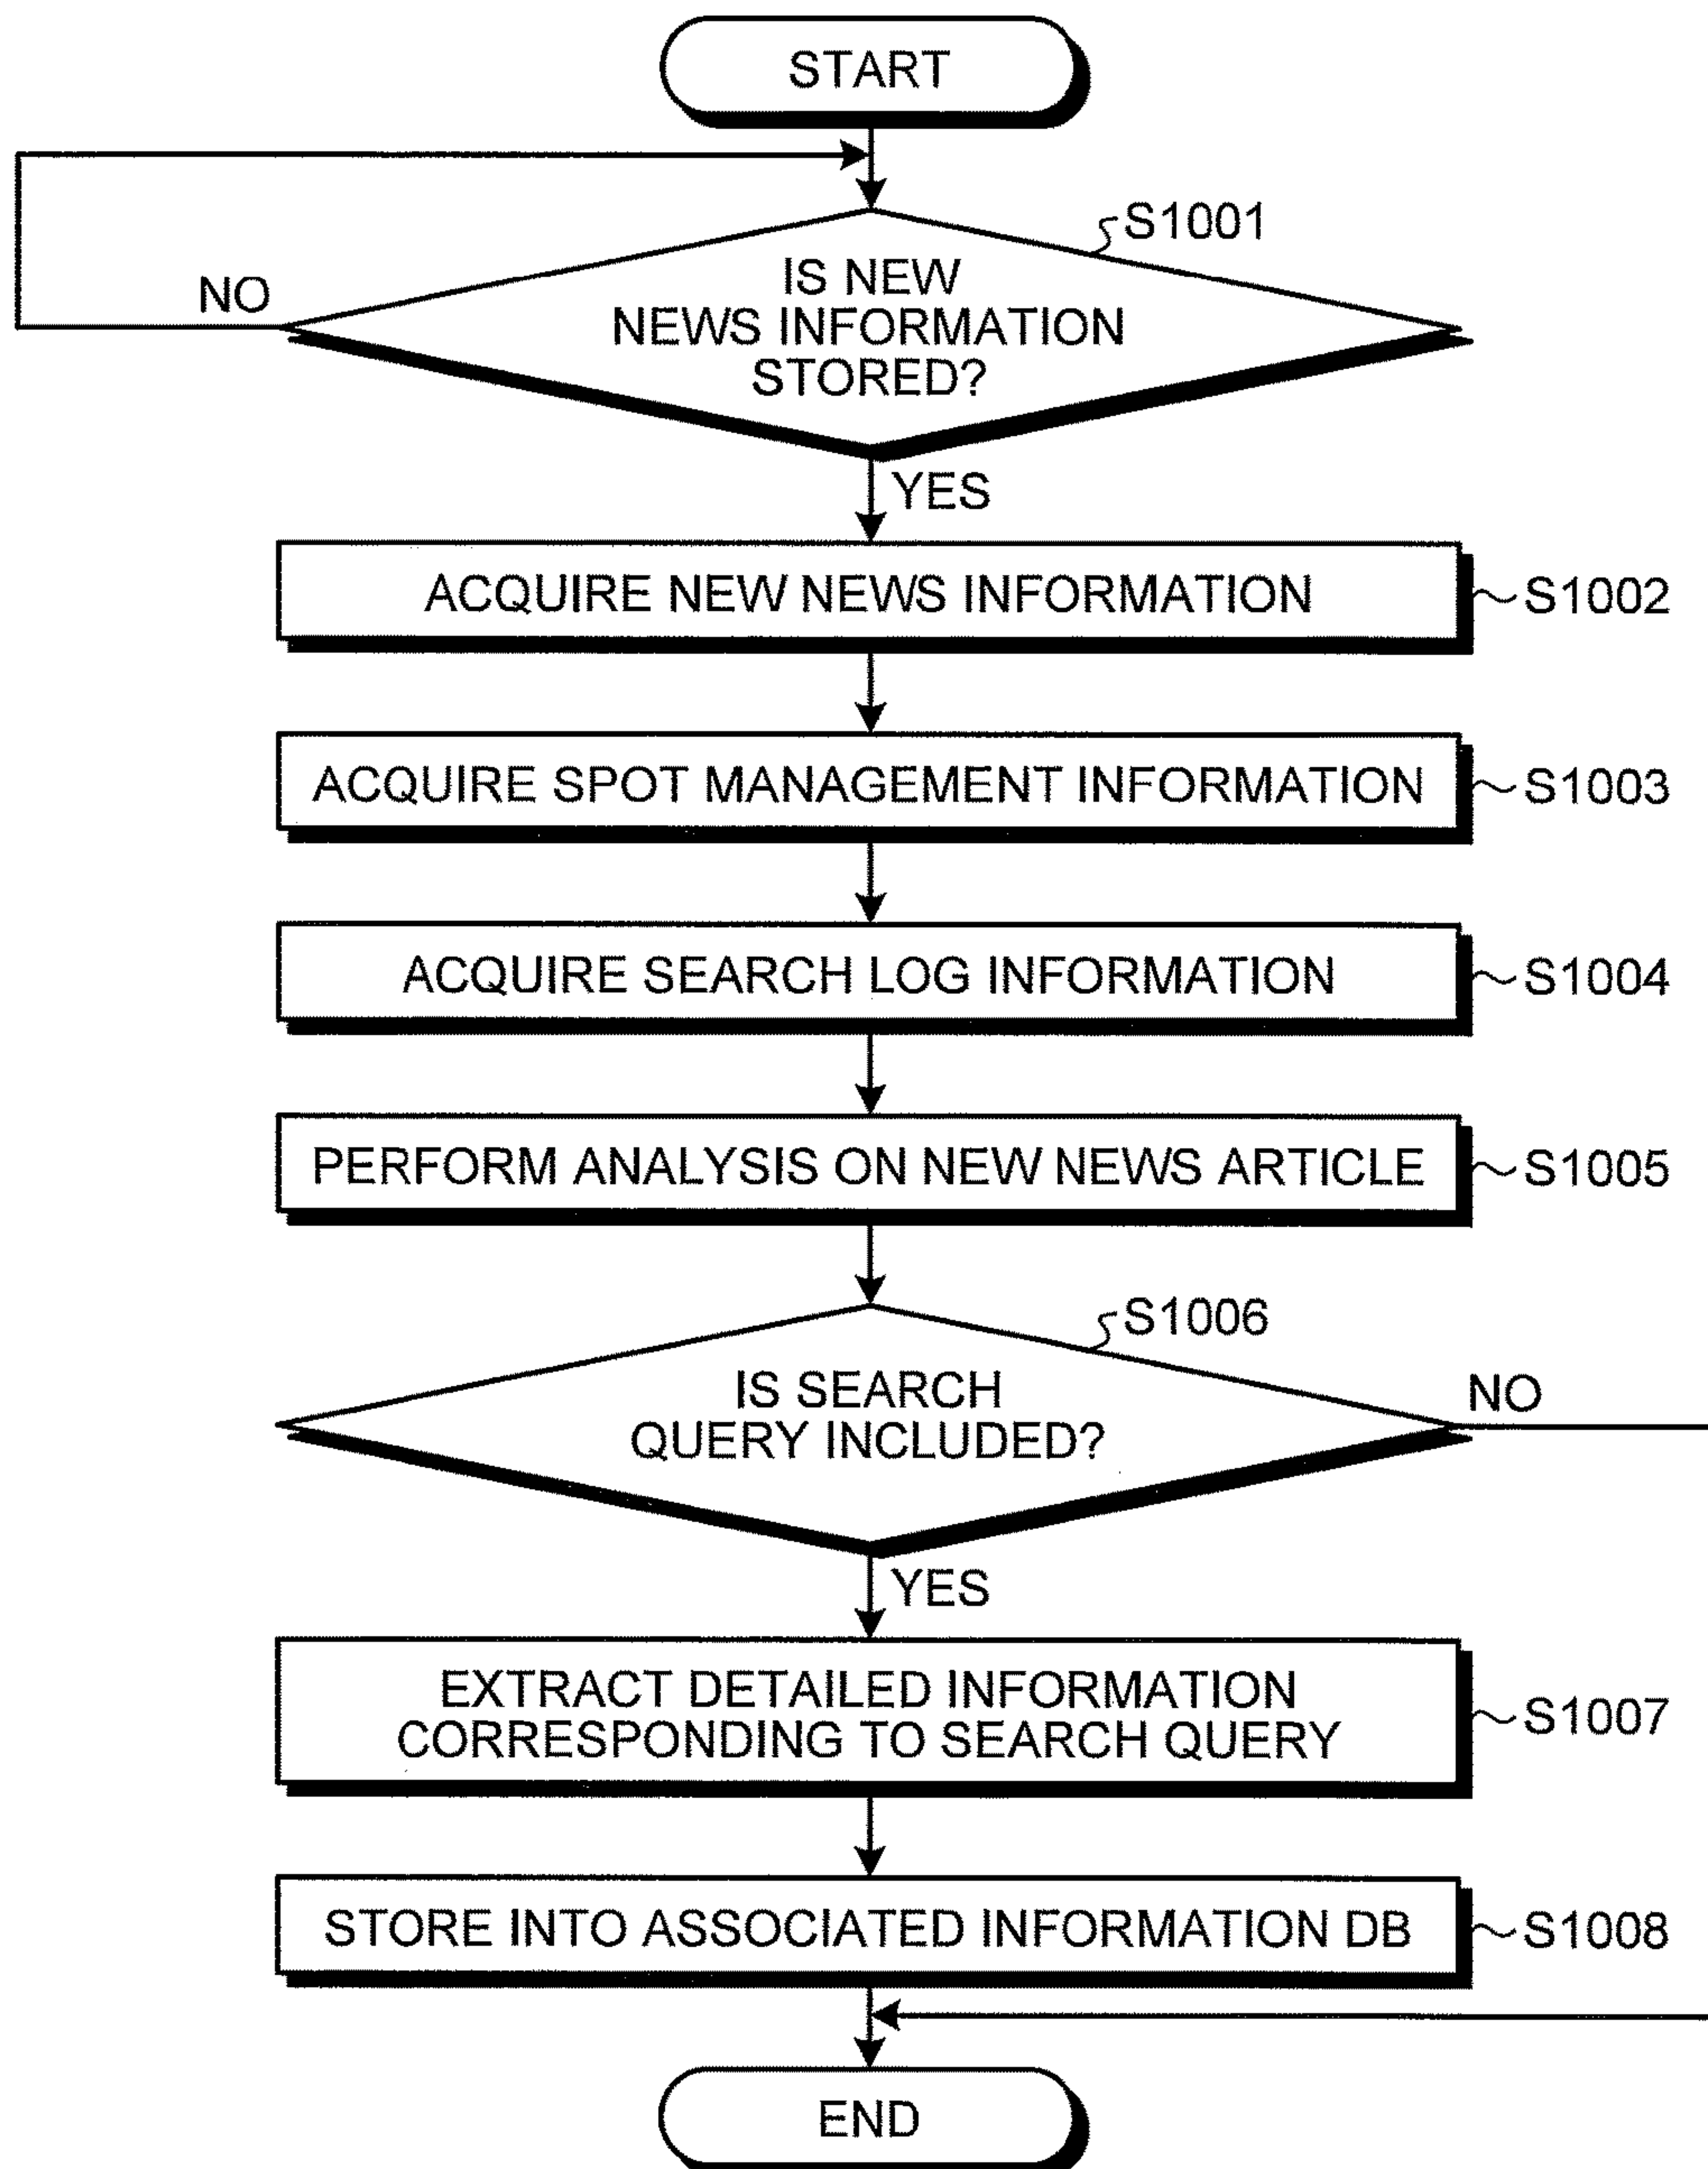 START
S1001
IS NEW
NO
NEWS INFORMATION
STORED?
YES
ACQUIRE NEW NEWS INFORMATION
S1002
ACQUIRE SPOT MANAGEMENT INFORMATION
S1003
ACQUIRE SEARCH LOG INFORMATION
S1004
PERFORM ANALYSIS ON NEW NEWS ARTICLE
S1005
S1006
IS SEARCH
NO
QUERY INCLUDED?
YES
EXTRACT DETAILED INFORMATION
CORRESPONDING TO SEARCH QUERY
S1007
STORE INTO ASSOCIATED INFORMATION DB
S1008
END